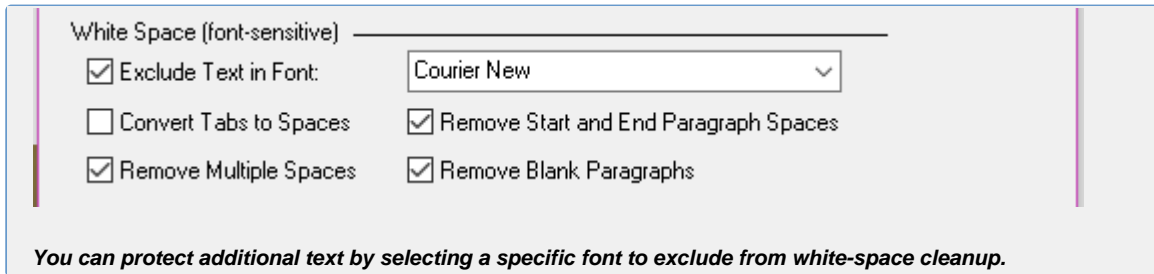 White Space (font-sensitive)
Exclude Text in Font: Courier New
Convert Tabs to Spaces Remove Start and End Paragraph Spaces
Remove Multiple Spaces Remove Blank Paragraphs
You can protect additional text by selecting a specific font to exclude from white-space cleanup.